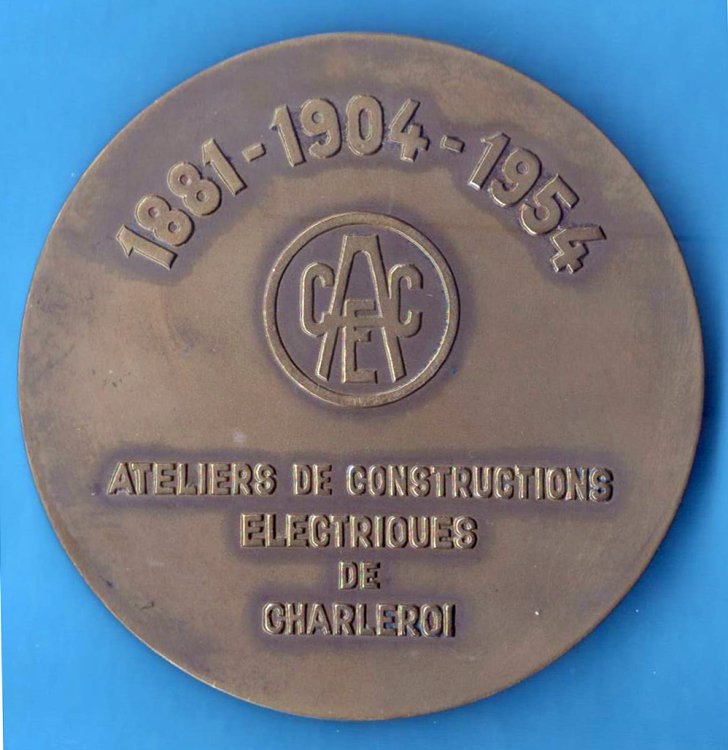 1881-1904-1954
ACEC
ATELIERS DE CONSTRUCTIONS
ELECTRIQUES
DE
CHARLEROI